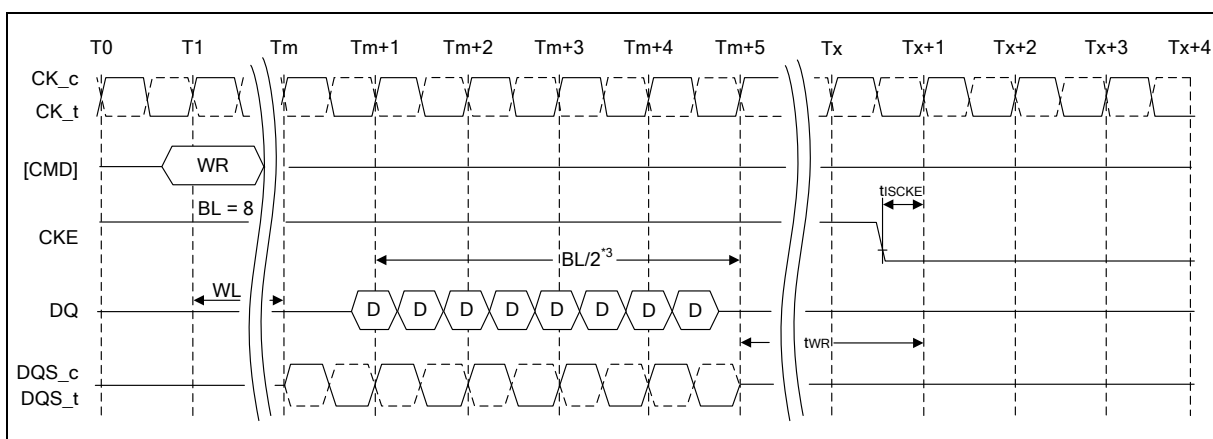 T0 T1 Tm Tm+1 Tm+2 Tm+3 Tm+4 Tm+5 Tx Tx+1 Tx+2 Tx+3 Tx+4
CK_c
CK_t
[CMD] WR
tISCKE
BL = 8
CKE
BL/2*3
WL
DQ D D D D D D D D
tWR
DQS_c
DQS_t